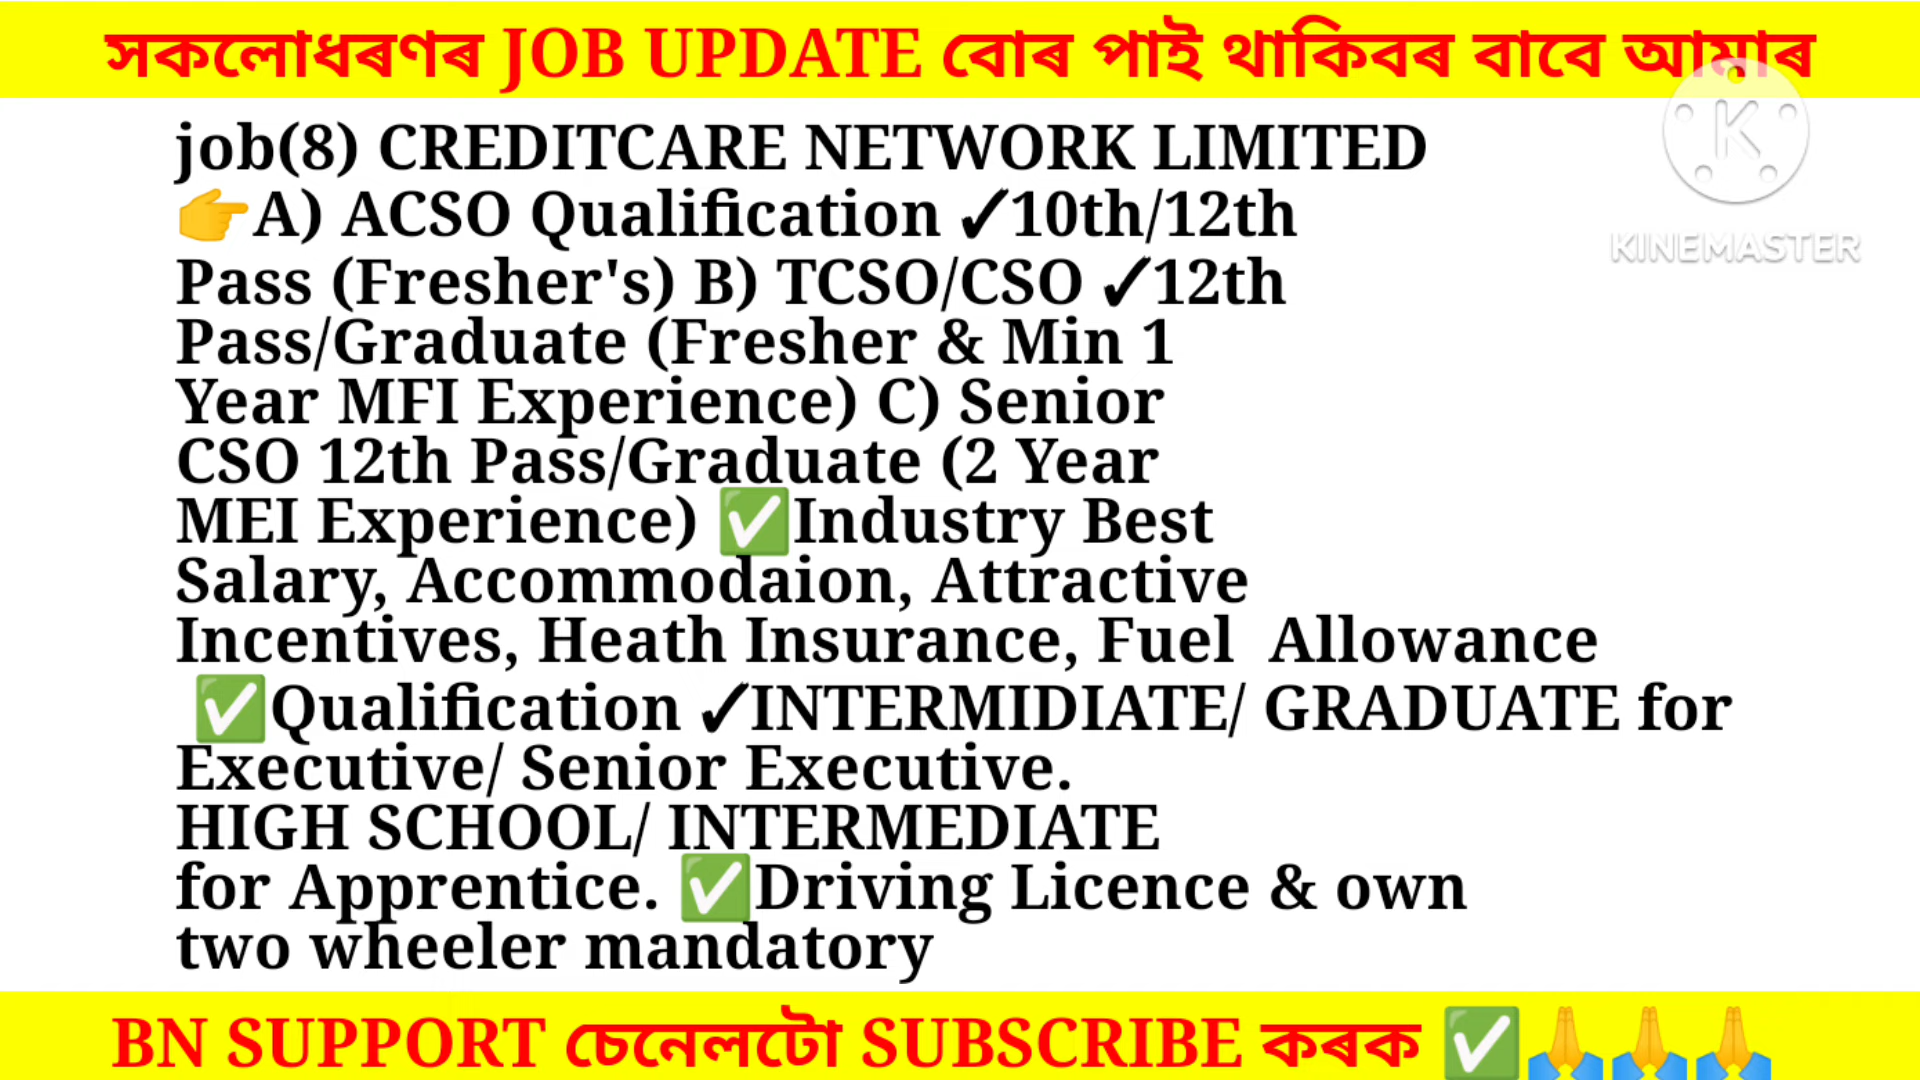 সকলোধৰণৰ JOB UPDATE বোৰ পাই থাকিবৰ বাবে আমাৰ
job(8) CREDITCARE NETWORK LIMITED
👉A) ACSO Qualification ✓10th/12th
Pass (Fresher's) B) TCSO/CSO ✓12th
Pass/Graduate (Fresher & Min 1
Year MFI Experience) C) Senior
CSO 12th Pass/Graduate (2 Year
MEI Experience) ✅Industry Best
Salary, Accommodaion, Attractive
Incentives, Heath Insurance, Fuel  Allowance
✅Qualification ✓INTERMIDIATE/ GRADUATE for
Executive/ Senior Executive.
HIGH SCHOOL/ INTERMEDIATE
for Apprentice. ✅Driving Licence & own
two wheeler mandatory
K
KINEMASTER
BN SUPPORT চেনেলটো SUBSCRIBE কৰক ✅🙏🙏🙏